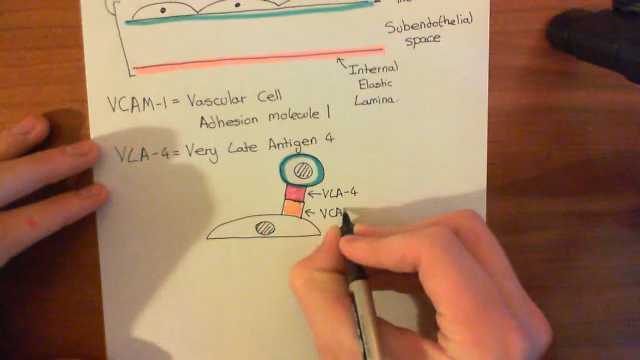 Subendothelial
space
Internal
Elastic
Lamina.
VCAM-1 = Vascular Cell
Adhesion molecule 1
VLA-4 = Very Late Antigen 4
VLA-4
VCA